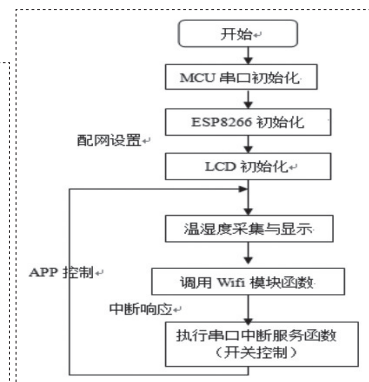 开始
MCU 串口初始化
ESP8266 初始化
配网设置
LCD 初始化
温湿度采集与显示
APP 控制
调用 Wifi 模块函数
中断响应
执行串口中断服务函数
（开关控制）